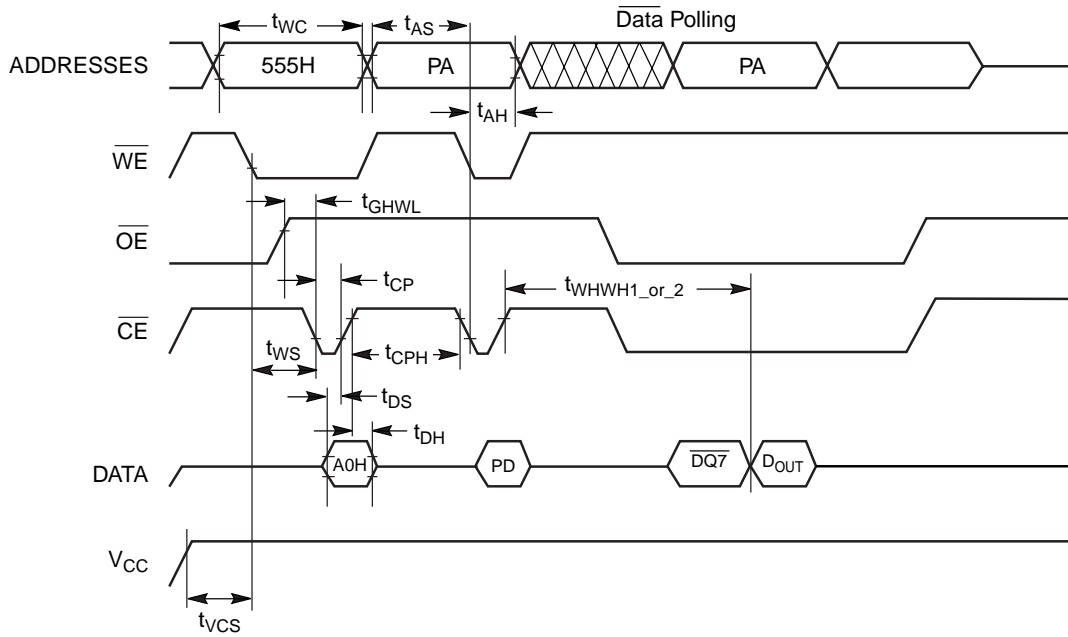 tWC
tAS
Data Polling
ADDRESSES
555H
PA
PA
tAH
WE
tGHWL
OE
tCP
tWHWH1_or_2
CE
tWS
tCPH
tDS
tDH
DATA
A0H
PD
DQ7
DOUT
VCC
tVCS